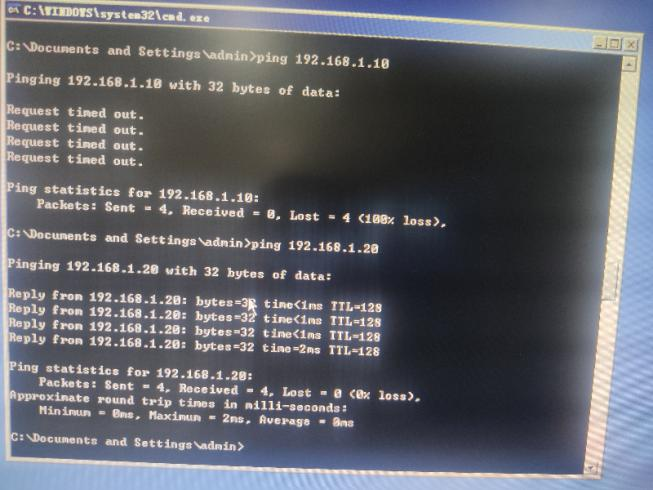 C:\WINDOWS\system32\cmd.exe
C:\Documents and Settings\admin>ping 192.168.1.10
Pinging 192.168.1.10 with 32 bytes of data:
Request timed out.
Request timed out.
Request timed out.
Request timed out.
Ping statistics for 192.168.1.10:
Packets: Sent = 4, Received = 0, Lost = 4 (100% loss),
C:\Documents and Settings\admin>ping 192.168.1.20
Pinging 192.168.1.20 with 32 bytes of data:
Reply from 192.168.1.20: bytes=32 time<1ms TTL=128
Reply from 192.168.1.20: bytes=32 time<1ms TTL=128
Reply from 192.168.1.20: bytes=32 time<1ms TTL=128
Reply from 192.168.1.20: bytes=32 time=2ms TTL=128
Ping statistics for 192.168.1.20:
Packets: Sent = 4, Received = 4, Lost = 0 (0% loss),
Approximate round trip times in milli-seconds:
Minimum = 0ms, Maximum = 2ms, Average = 0ms
C:\Documents and Settings\admin>